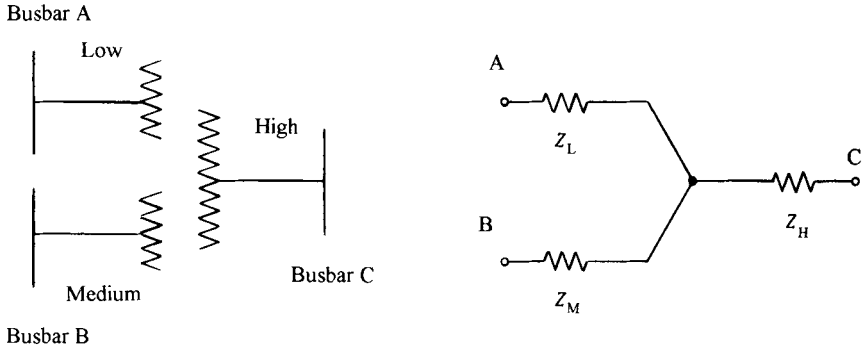 Busbar A
Low
High
Medium
Busbar C
Busbar B
A
Z_L
C
B
Z_H
Z_M